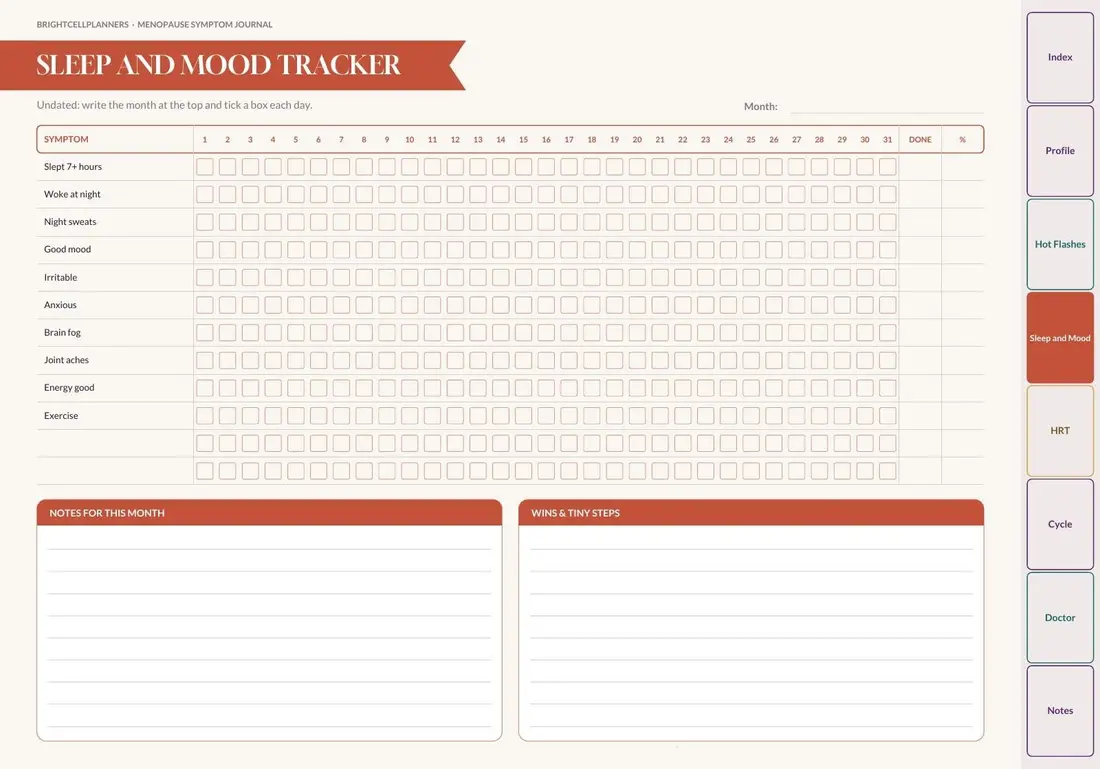 BRIGHTCELLPLANNERS · MENOPAUSE SYMPTOM JOURNAL
SLEEP AND MOOD TRACKER
Undated: write the month at the top and tick a box each day.
Month:
SYMPTOM 1 2 3 4 5 6 7 8 9 10 11 12 13 14 15 16 17 18 19 20 21 22 23 24 25 26 27 28 29 30 31 DONE %
Slept 7+ hours
Woke at night
Night sweats
Good mood
Irritable
Anxious
Brain fog
Joint aches
Energy good
Exercise
NOTES FOR THIS MONTH
WINS & TINY STEPS
Index
Profile
Hot Flashes
Sleep and Mood
HRT
Cycle
Doctor
Notes